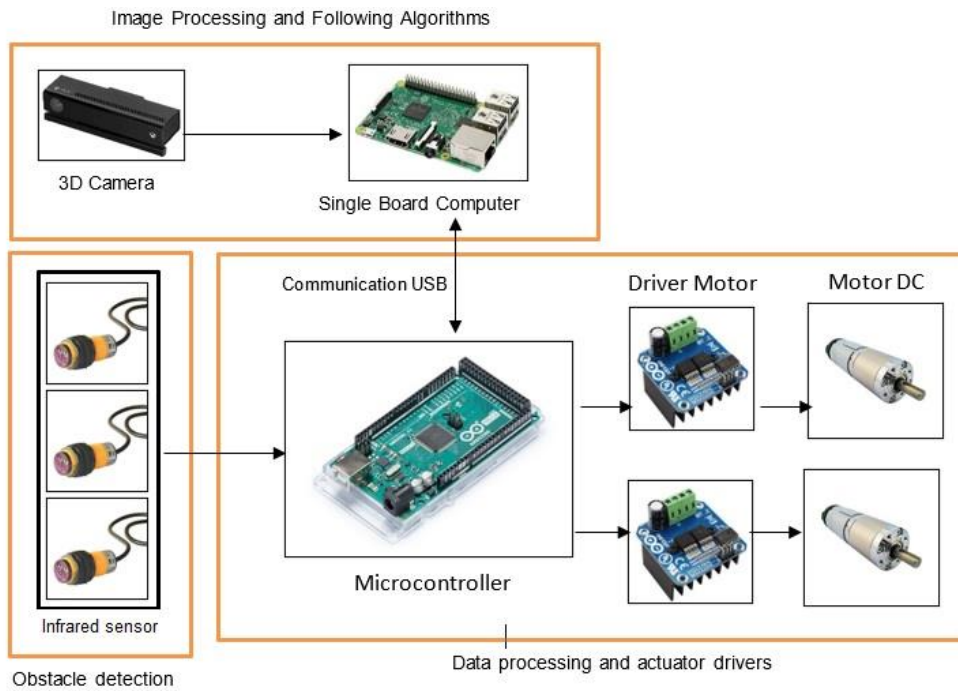 Image Processing and Following Algorithms
3D Camera
Single Board Computer
Communication USB
Driver Motor
Motor DC
Microcontroller
Infrared sensor
Obstacle detection
Data processing and actuator drivers